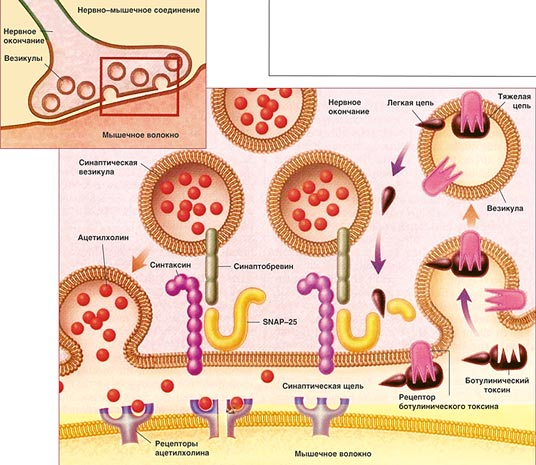 Нервно–мышечное соединение
Нервное
окончание
Везикулы
Мышечное волокно
Нервное
окончание
Легкая цепь
Тяжелая
цепь
Синаптическая
везикула
Везикула
Ацетилхолин
Синтаксин
Синаптобревин
SNAP–25
Синаптическая щель
Рецептор
ботулинического токсина
Ботулинический
токсин
Рецепторы
ацетилхолина
Мышечное волокно